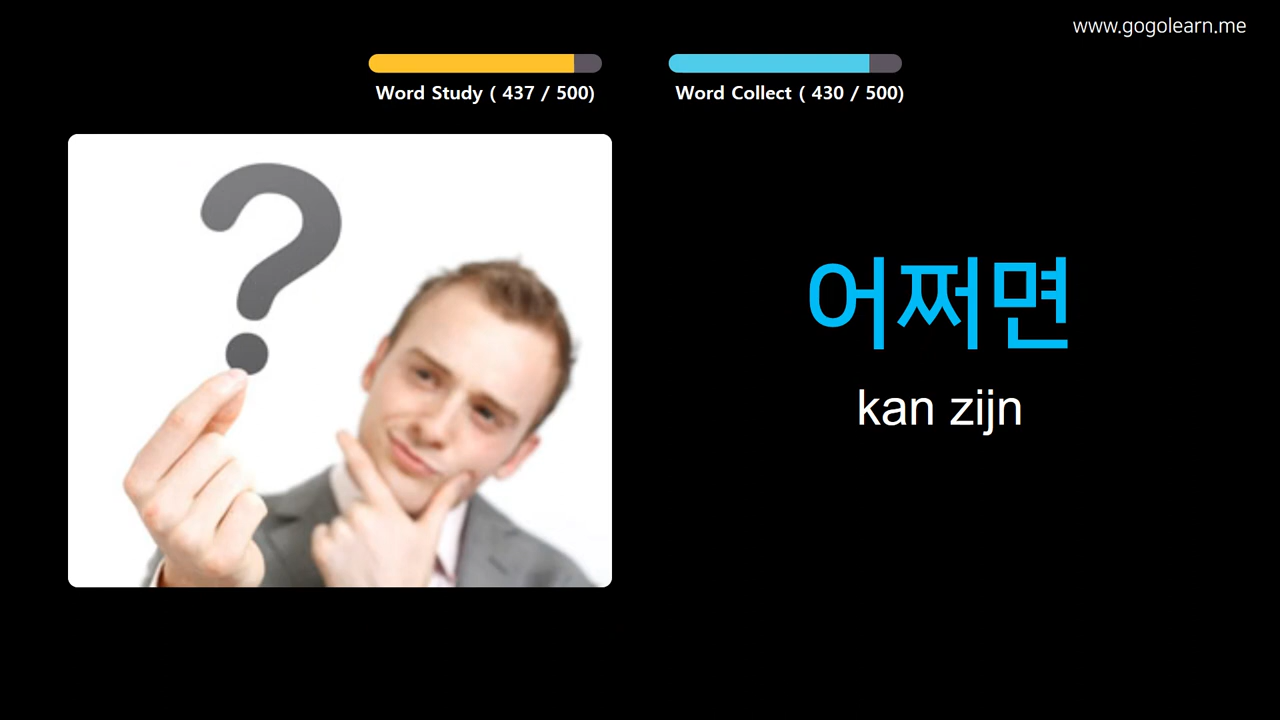 www.gogolearn.me
Word Study ( 437 / 500)
Word Collect ( 430 / 500)
어쩌면
kan zijn